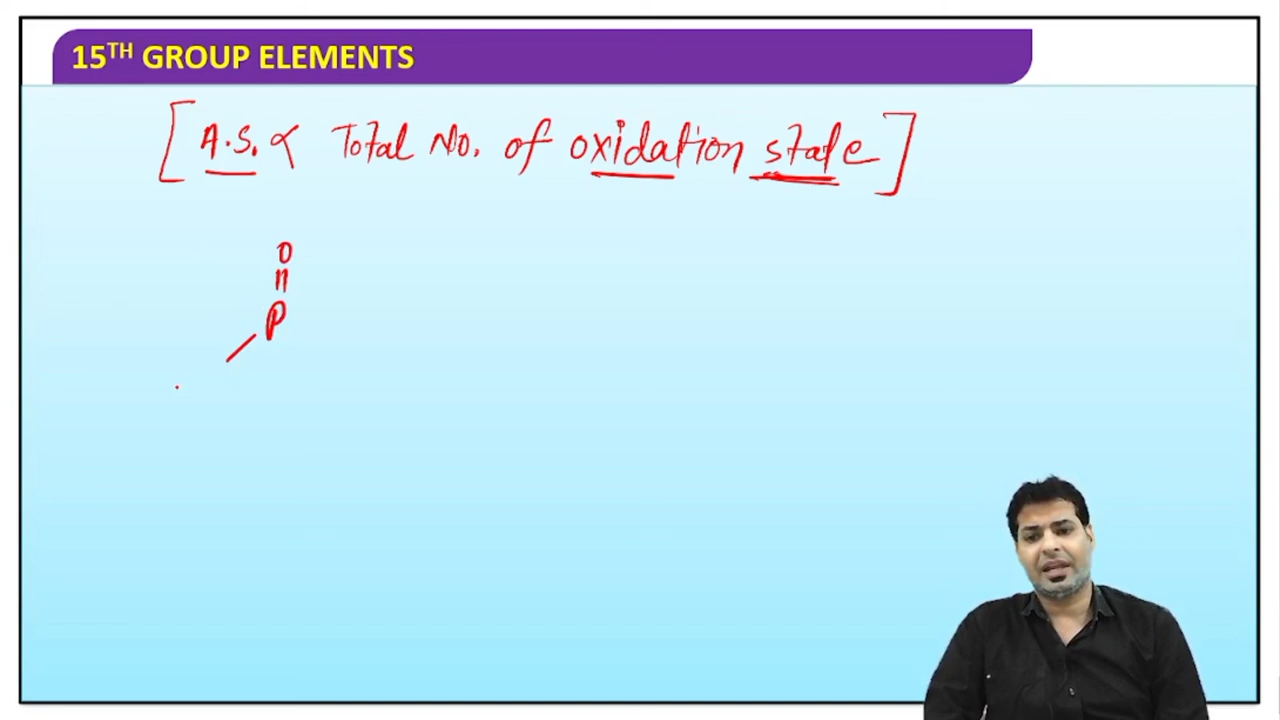 15TH GROUP ELEMENTS
[A.S. ∝ Total No. of oxidation state]
O
P